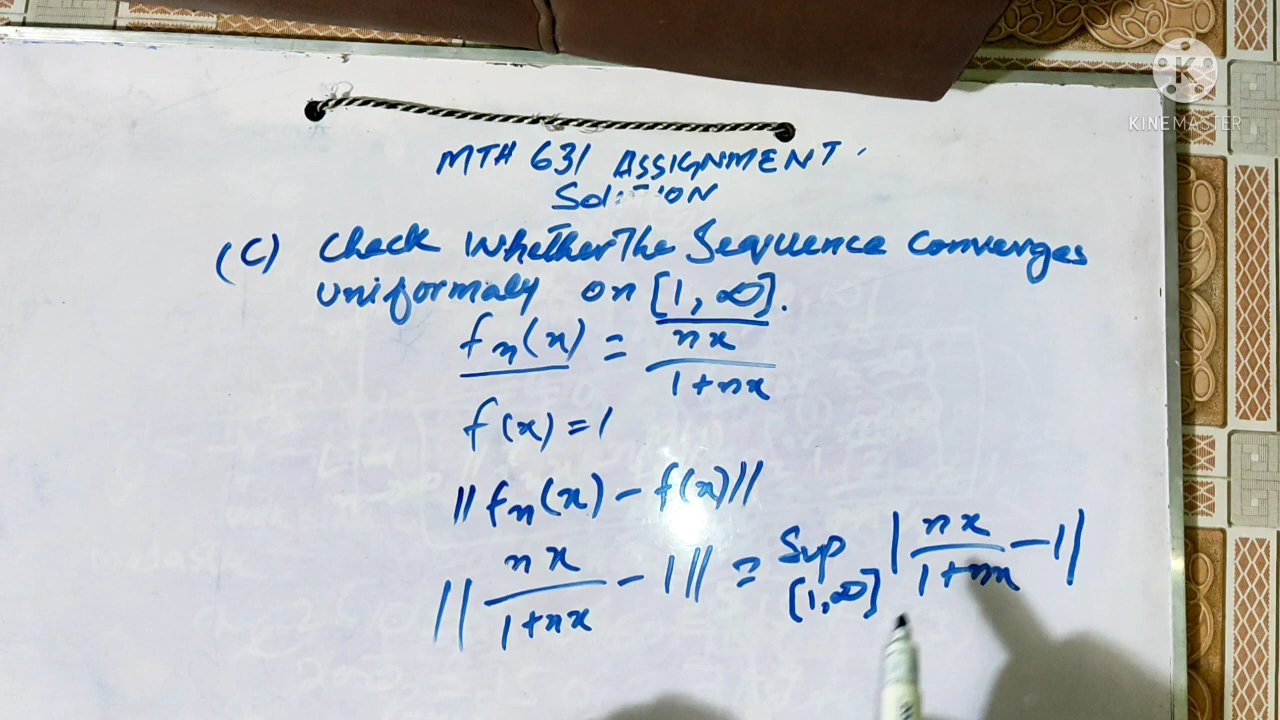 KINEMASTER
MTH 631 ASSIGNMENT.
(C) Check Whether The Sequence Converges
uniformaly on [1, ∞].
fn(x) = nx / 1+nx
f(x) = 1
|| fn(x) - f(x) ||
|| nx / 1+nx - 1 || = Sup [1, ∞] | nx / 1+nx - 1 |